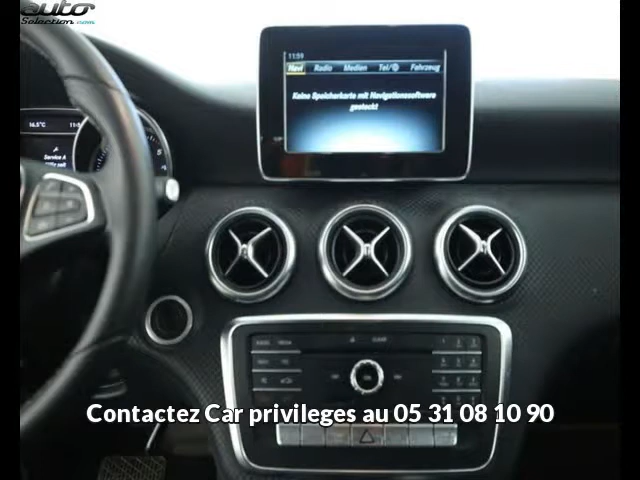 auto
Selection.com
11:59
Navi Radio Medien Tel/@ Fahrzeug
Keine Speicherkarte mit Navigationssoftware
gesteckt
16.5°C
Service A
Contactez Car privileges au 05 31 08 10 90